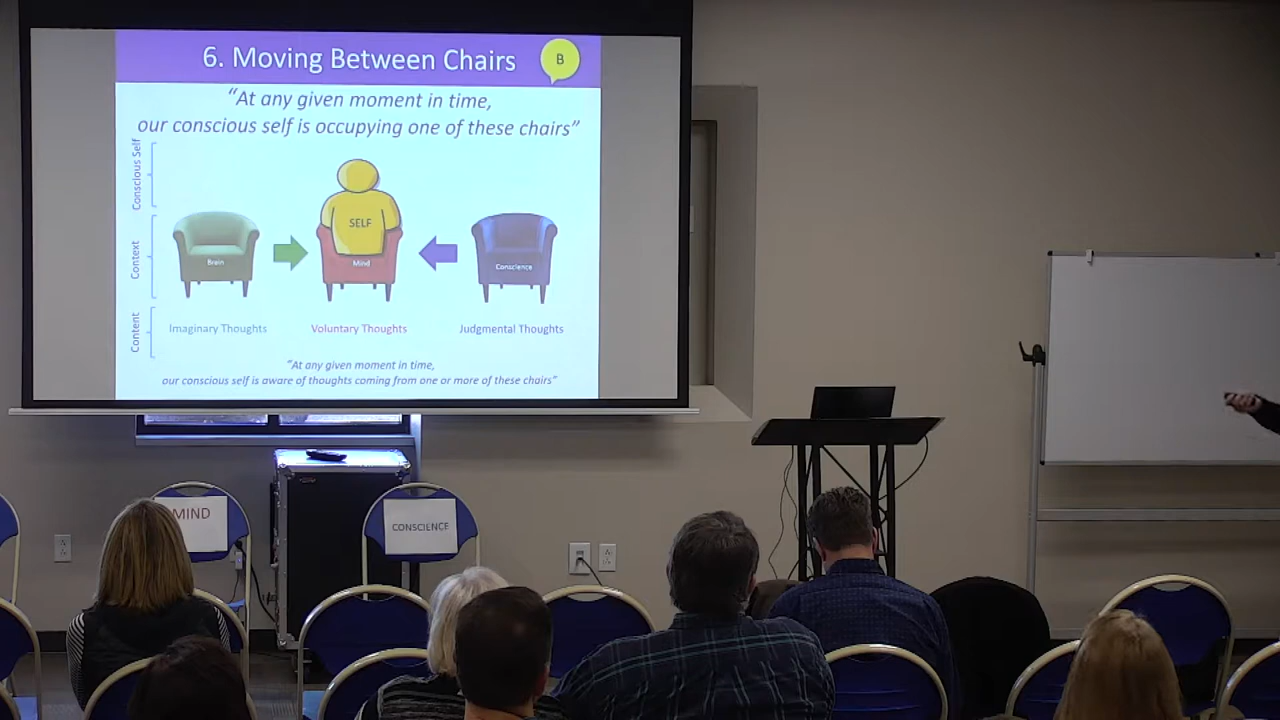 6. Moving Between Chairs
B
“At any given moment in time,
our conscious self is occupying one of these chairs”
Conscious Self
SELF
Context
Brain
Mind
Conscience
Content
Imaginary Thoughts
Voluntary Thoughts
Judgmental Thoughts
“At any given moment in time,
our conscious self is aware of thoughts coming from one or more of these chairs”
MIND
CONSCIENCE